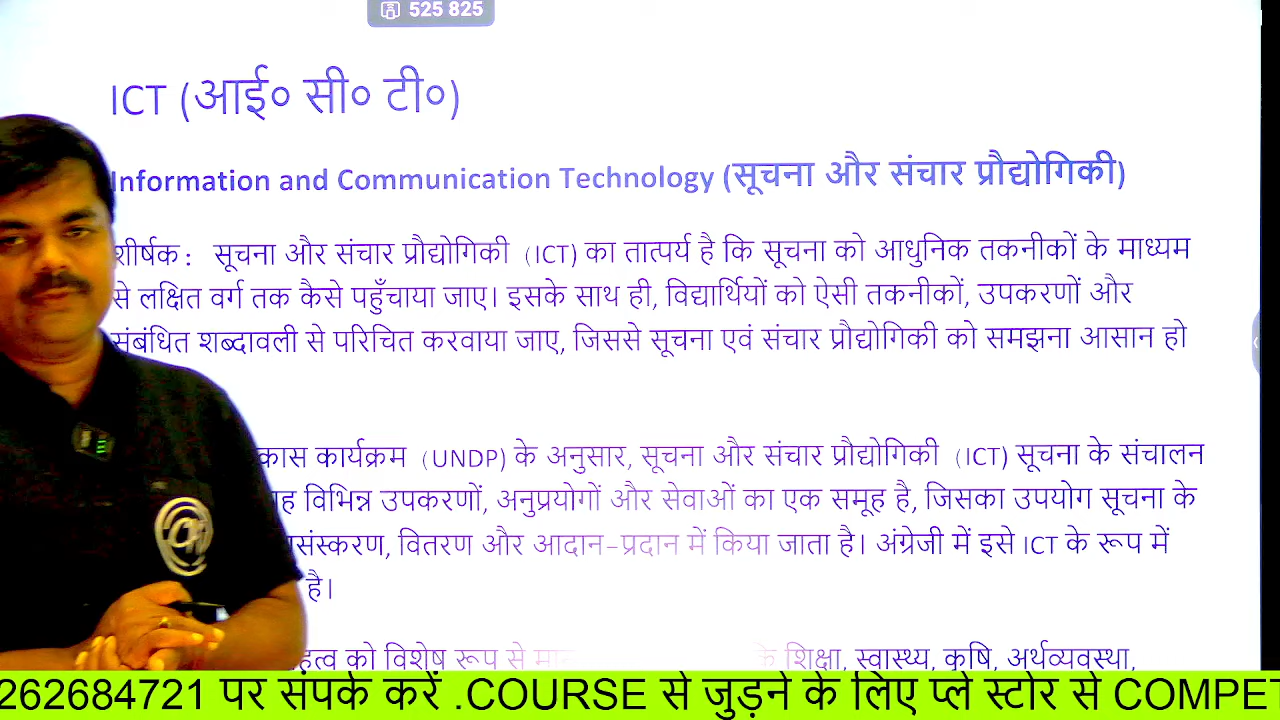 525 825
ICT (आई० सी० टी०)
Information and Communication Technology (सूचना और संचार प्रौद्योगिकी)
शीर्षक: सूचना और संचार प्रौद्योगिकी (ICT) का तात्पर्य है कि सूचना को आधुनिक तकनीकों के माध्यम
से लक्षित वर्ग तक कैसे पहुँचाया जाए। इसके साथ ही, विद्यार्थियों को ऐसी तकनीकों, उपकरणों और
संबंधित शब्दावली से परिचित करवाया जाए, जिससे सूचना एवं संचार प्रौद्योगिकी को समझना आसान हो
कार्यक्रम (UNDP) के अनुसार, सूचना और संचार प्रौद्योगिकी (ICT) सूचना के संचालन
विभिन्न उपकरणों, अनुप्रयोगों और सेवाओं का एक समूह है, जिसका उपयोग सूचना के
वितरण और आदान-प्रदान में किया जाता है। अंग्रेजी में इसे ICT के रूप में
है।
को विशेष रूप से शिक्षा, स्वास्थ्य, कृषि, अर्थव्यवस्था,
262684721 पर संपर्क करें .COURSE से जुड़ने के लिए प्ले स्टोर से COMPET